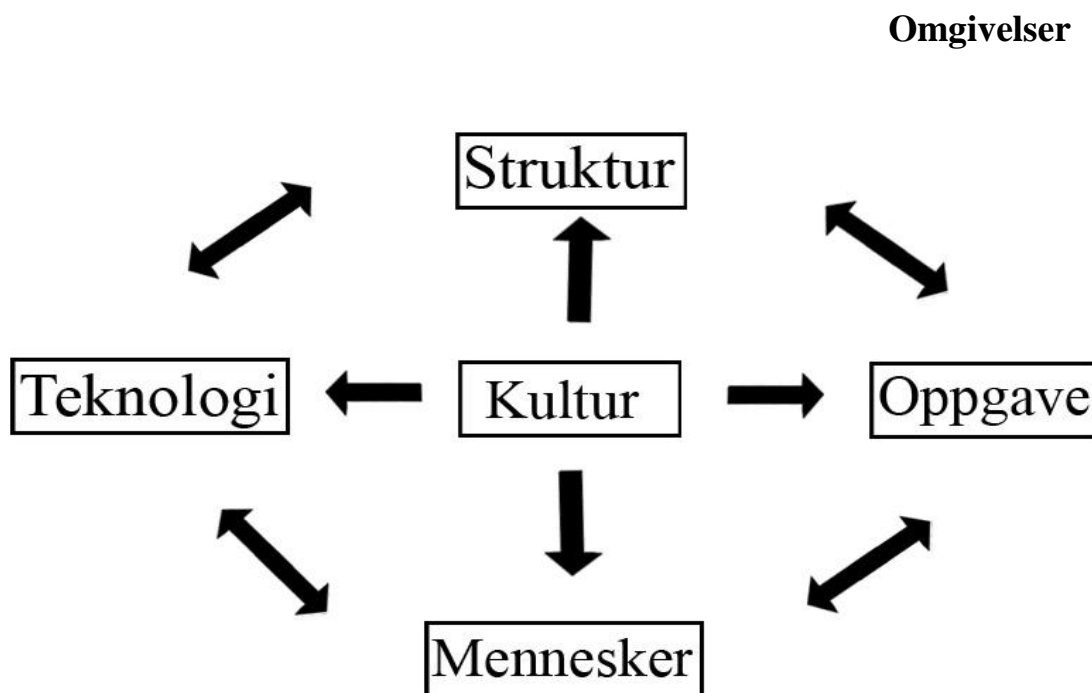 Omgivelser
Struktur
Teknologi
Kultur
Oppgave
Mennesker